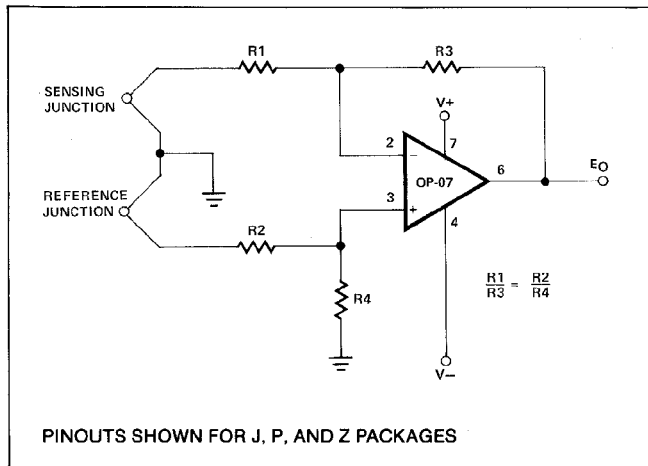 R1
R3
SENSING
JUNCTION
V+
2
7
−
6
EO
OP-07
REFERENCE
JUNCTION
3
+
4
R2
R4
R1
R3
=
R2
R4
V−
PINOUTS SHOWN FOR J, P, AND Z PACKAGES